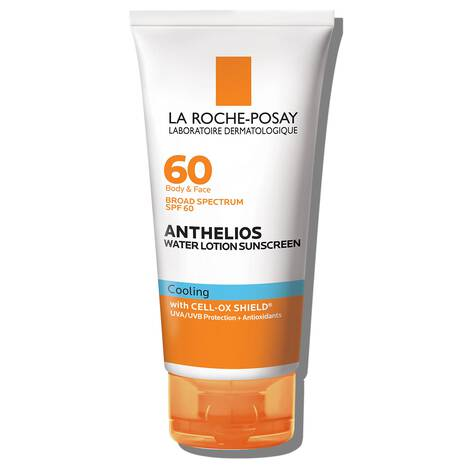 LA ROCHE-POSAY
LABORATOIRE DERMATOLOGIQUE
60
Body & Face
BROAD SPECTRUM
SPF 60
ANTHELIOS
WATER LOTION SUNSCREEN
Cooling
with CELL-OX SHIELD®
UVA/UVB Protection + Antioxidants